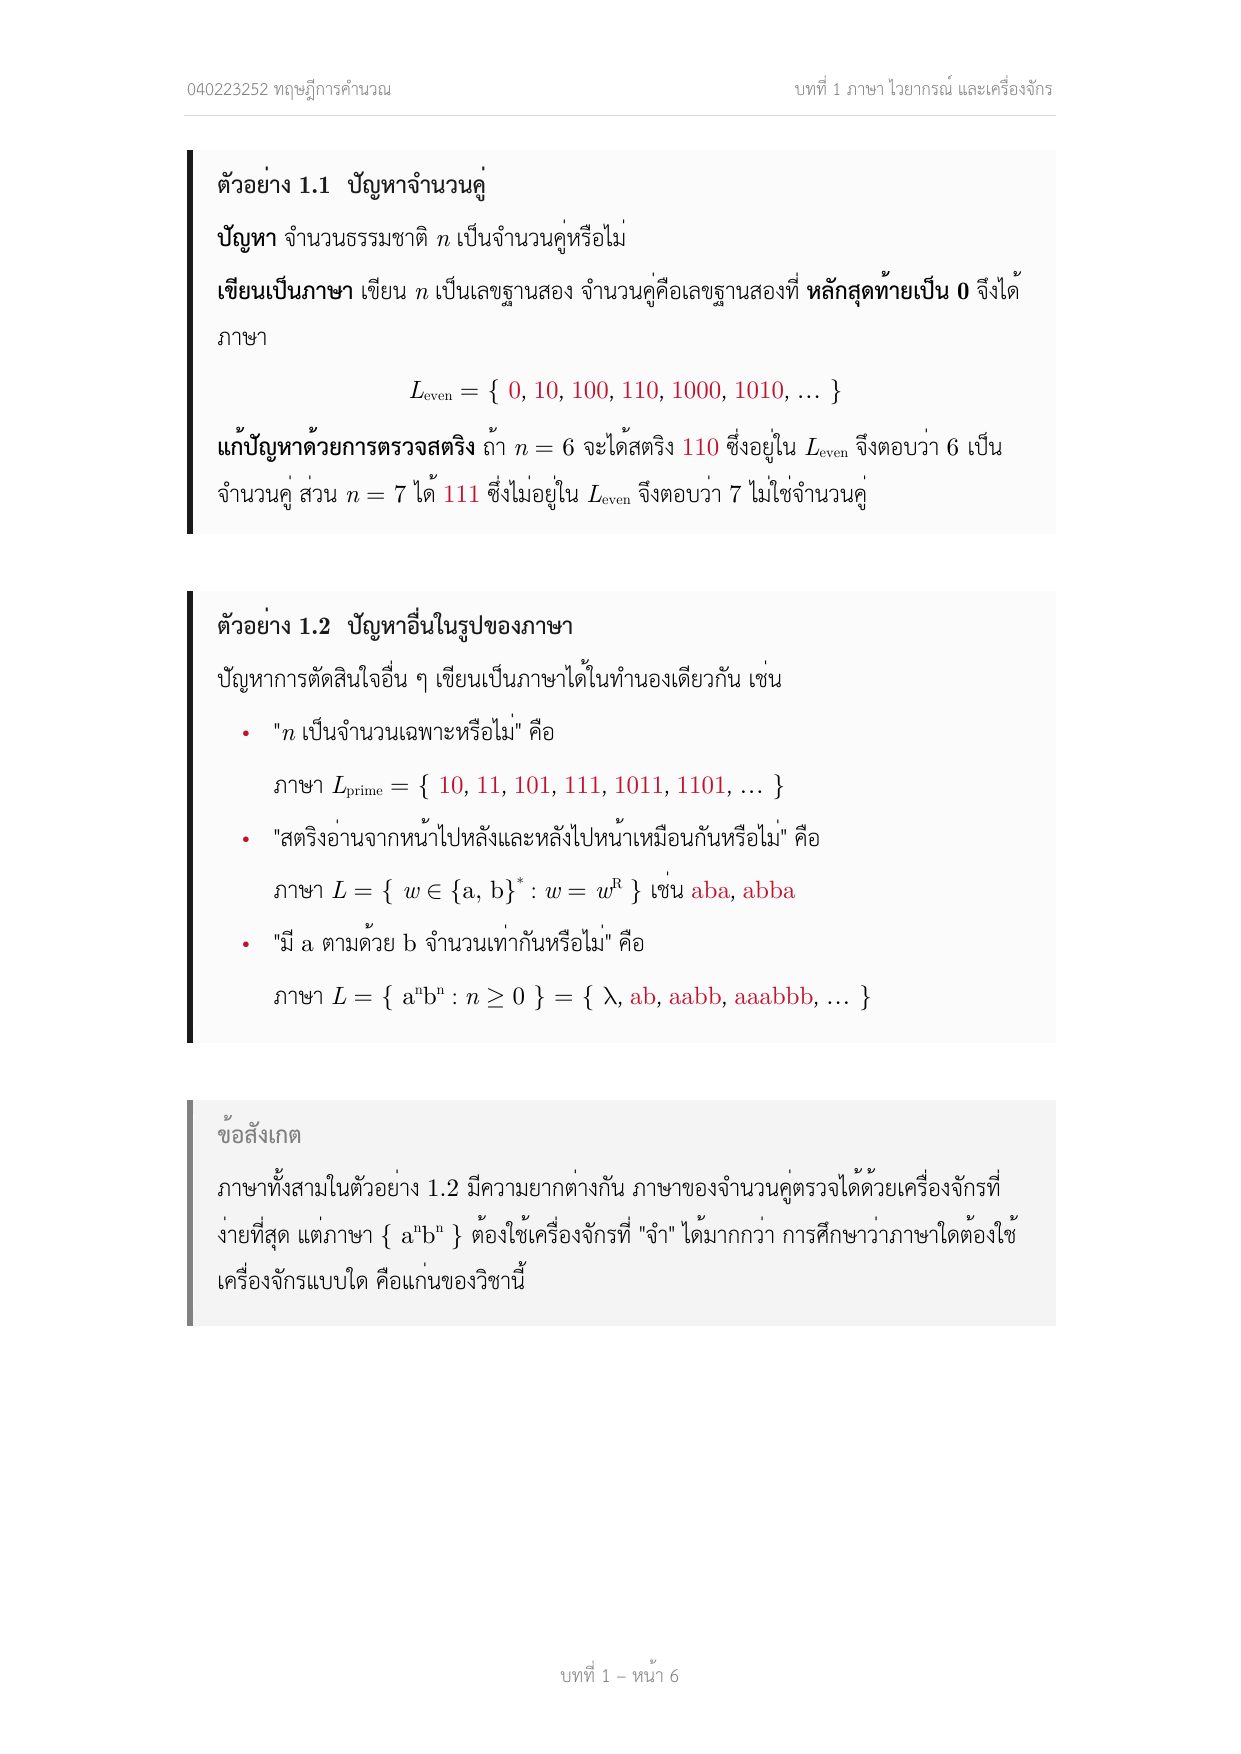 040223252 ทฤษฎีการคำนวณ
บทที่ 1 ภาษา ไวยากรณ์ และเครื่องจักร
ตัวอย่าง 1.1 ปัญหาจำนวนคู่
ปัญหา จำนวนธรรมชาติ n เป็นจำนวนคู่หรือไม่
เขียนเป็นภาษา เขียน n เป็นเลขฐานสอง จำนวนคู่คือเลขฐานสองที่ หลักสุดท้ายเป็น 0 จึงได้
ภาษา
L_even = { 0, 10, 100, 110, 1000, 1010, … }
แก้ปัญหาด้วยการตรวจสตริง ถ้า n = 6 จะได้สตริง 110 ซึ่งอยู่ใน L_even จึงตอบว่า 6 เป็น
จำนวนคู่ ส่วน n = 7 ได้ 111 ซึ่งไม่อยู่ใน L_even จึงตอบว่า 7 ไม่ใช่จำนวนคู่
ตัวอย่าง 1.2 ปัญหาอื่นในรูปของภาษา
ปัญหาการตัดสินใจอื่น ๆ เขียนเป็นภาษาได้ในทำนองเดียวกัน เช่น
• "n เป็นจำนวนเฉพาะหรือไม่" คือ
ภาษา L_prime = { 10, 11, 101, 111, 1011, 1101, … }
• "สตริงอ่านจากหน้าไปหลังและหลังไปหน้าเหมือนกันหรือไม่" คือ
ภาษา L = { w ∈ {a, b}* : w = w^R } เช่น aba, abba
• "มี a ตามด้วย b จำนวนเท่ากันหรือไม่" คือ
ภาษา L = { aⁿbⁿ : n ≥ 0 } = { λ, ab, aabb, aaabbb, … }
ข้อสังเกต
ภาษาทั้งสามในตัวอย่าง 1.2 มีความยากต่างกัน ภาษาของจำนวนคู่ตรวจได้ด้วยเครื่องจักรที่
ง่ายที่สุด แต่ภาษา { aⁿbⁿ } ต้องใช้เครื่องจักรที่ "จำ" ได้มากกว่า การศึกษาว่าภาษาใดต้องใช้
เครื่องจักรแบบใด คือแก่นของวิชานี้
บทที่ 1 – หน้า 6